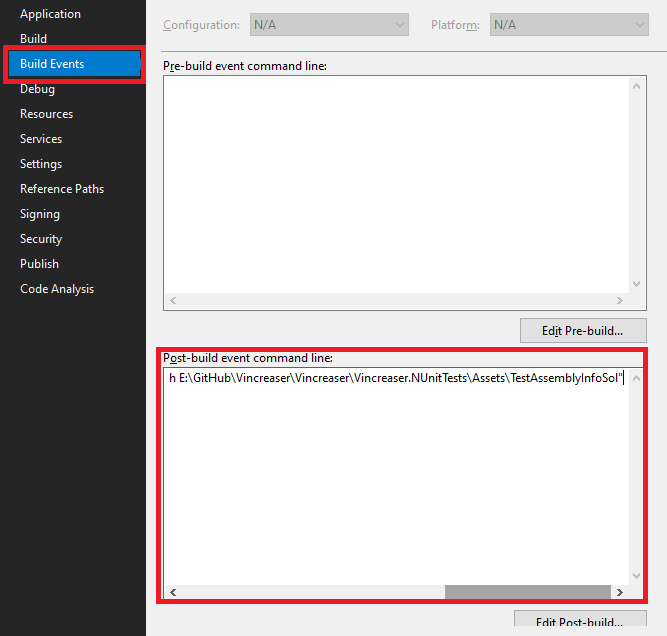 Application
Build
Build Events
Debug
Resources
Services
Settings
Reference Paths
Signing
Security
Publish
Code Analysis
Configuration: N/A Platform: N/A
Pre-build event command line:
Edit Pre-build...
Post-build event command line:
h E:\GitHub\Vincreaser\Vincreaser\Vincreaser.NUnitTests\Assets\TestAssemblyInfoSol"
Edit Post-build...